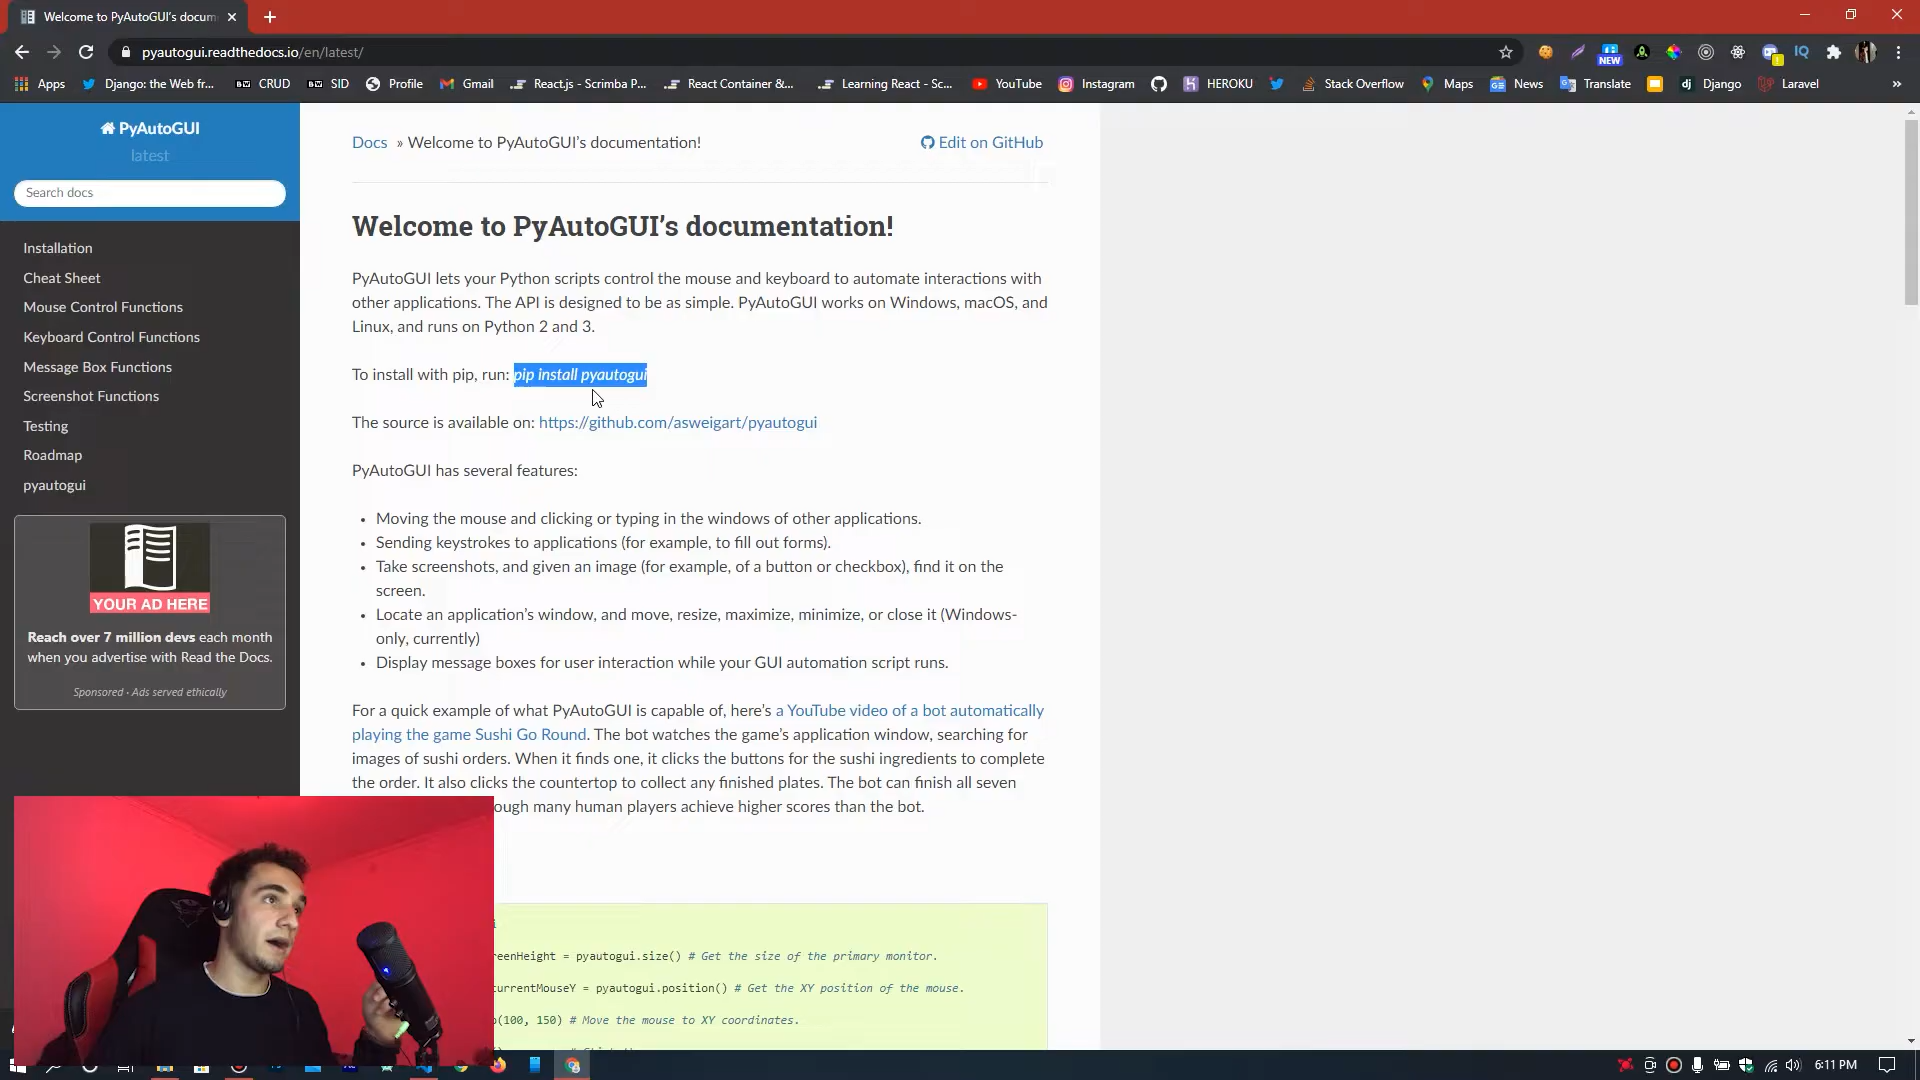 Welcome to PyAutoGUI's docum
pyautogui.readthedocs.io/en/latest/
NEW
IQ
Apps
Django: the Web fr...
BW CRUD
BW SID
Profile
Gmail
React.js - Scrimba P...
React Container &...
Learning React - Sc...
YouTube
Instagram
HEROKU
Stack Overflow
Maps
News
Translate
dj Django
Laravel
»
PyAutoGUI
latest
Search docs
Installation
Cheat Sheet
Mouse Control Functions
Keyboard Control Functions
Message Box Functions
Screenshot Functions
Testing
Roadmap
pyautogui
YOUR AD HERE
Reach over 7 million devs each month
when you advertise with Read the Docs.
Sponsored · Ads served ethically
Docs » Welcome to PyAutoGUI's documentation!
Edit on GitHub
Welcome to PyAutoGUI's documentation!
PyAutoGUI lets your Python scripts control the mouse and keyboard to automate interactions with
other applications. The API is designed to be as simple. PyAutoGUI works on Windows, macOS, and
Linux, and runs on Python 2 and 3.
To install with pip, run: pip install pyautogui
The source is available on: https://github.com/asweigart/pyautogui
PyAutoGUI has several features:
• Moving the mouse and clicking or typing in the windows of other applications.
• Sending keystrokes to applications (for example, to fill out forms).
• Take screenshots, and given an image (for example, of a button or checkbox), find it on the
screen.
• Locate an application's window, and move, resize, maximize, minimize, or close it (Windows-
only, currently)
• Display message boxes for user interaction while your GUI automation script runs.
For a quick example of what PyAutoGUI is capable of, here's a YouTube video of a bot automatically
playing the game Sushi Go Round. The bot watches the game's application window, searching for
images of sushi orders. When it finds one, it clicks the buttons for the sushi ingredients to complete
the order. It also clicks the countertop to collect any finished plates. The bot can finish all seven
ough many human players achieve higher scores than the bot.
i
reenHeight = pyautogui.size() # Get the size of the primary monitor.
urrentMouseY = pyautogui.position() # Get the XY position of the mouse.
o(100, 150) # Move the mouse to XY coordinates.
6:11 PM